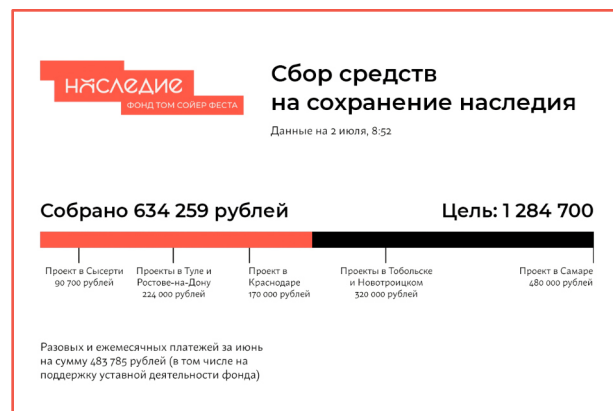 наследие
ФОНД ТОМ СОЙЕР ФЕСТА
Сбор средств
на сохранение наследия
Данные на 2 июля, 8:52
Собрано 634 259 рублей
Цель: 1 284 700
Проект в Сысерти
90 700 рублей
Проекты в Туле и
Ростове-на-Дону
224 000 рублей
Проект в
Краснодаре
170 000 рублей
Проекты в Тобольске
и Новотроицком
320 000 рублей
Проект в Самаре
480 000 рублей
Разовых и ежемесячных платежей за июнь
на сумму 483 785 рублей (в том числе на
поддержку уставной деятельности фонда)